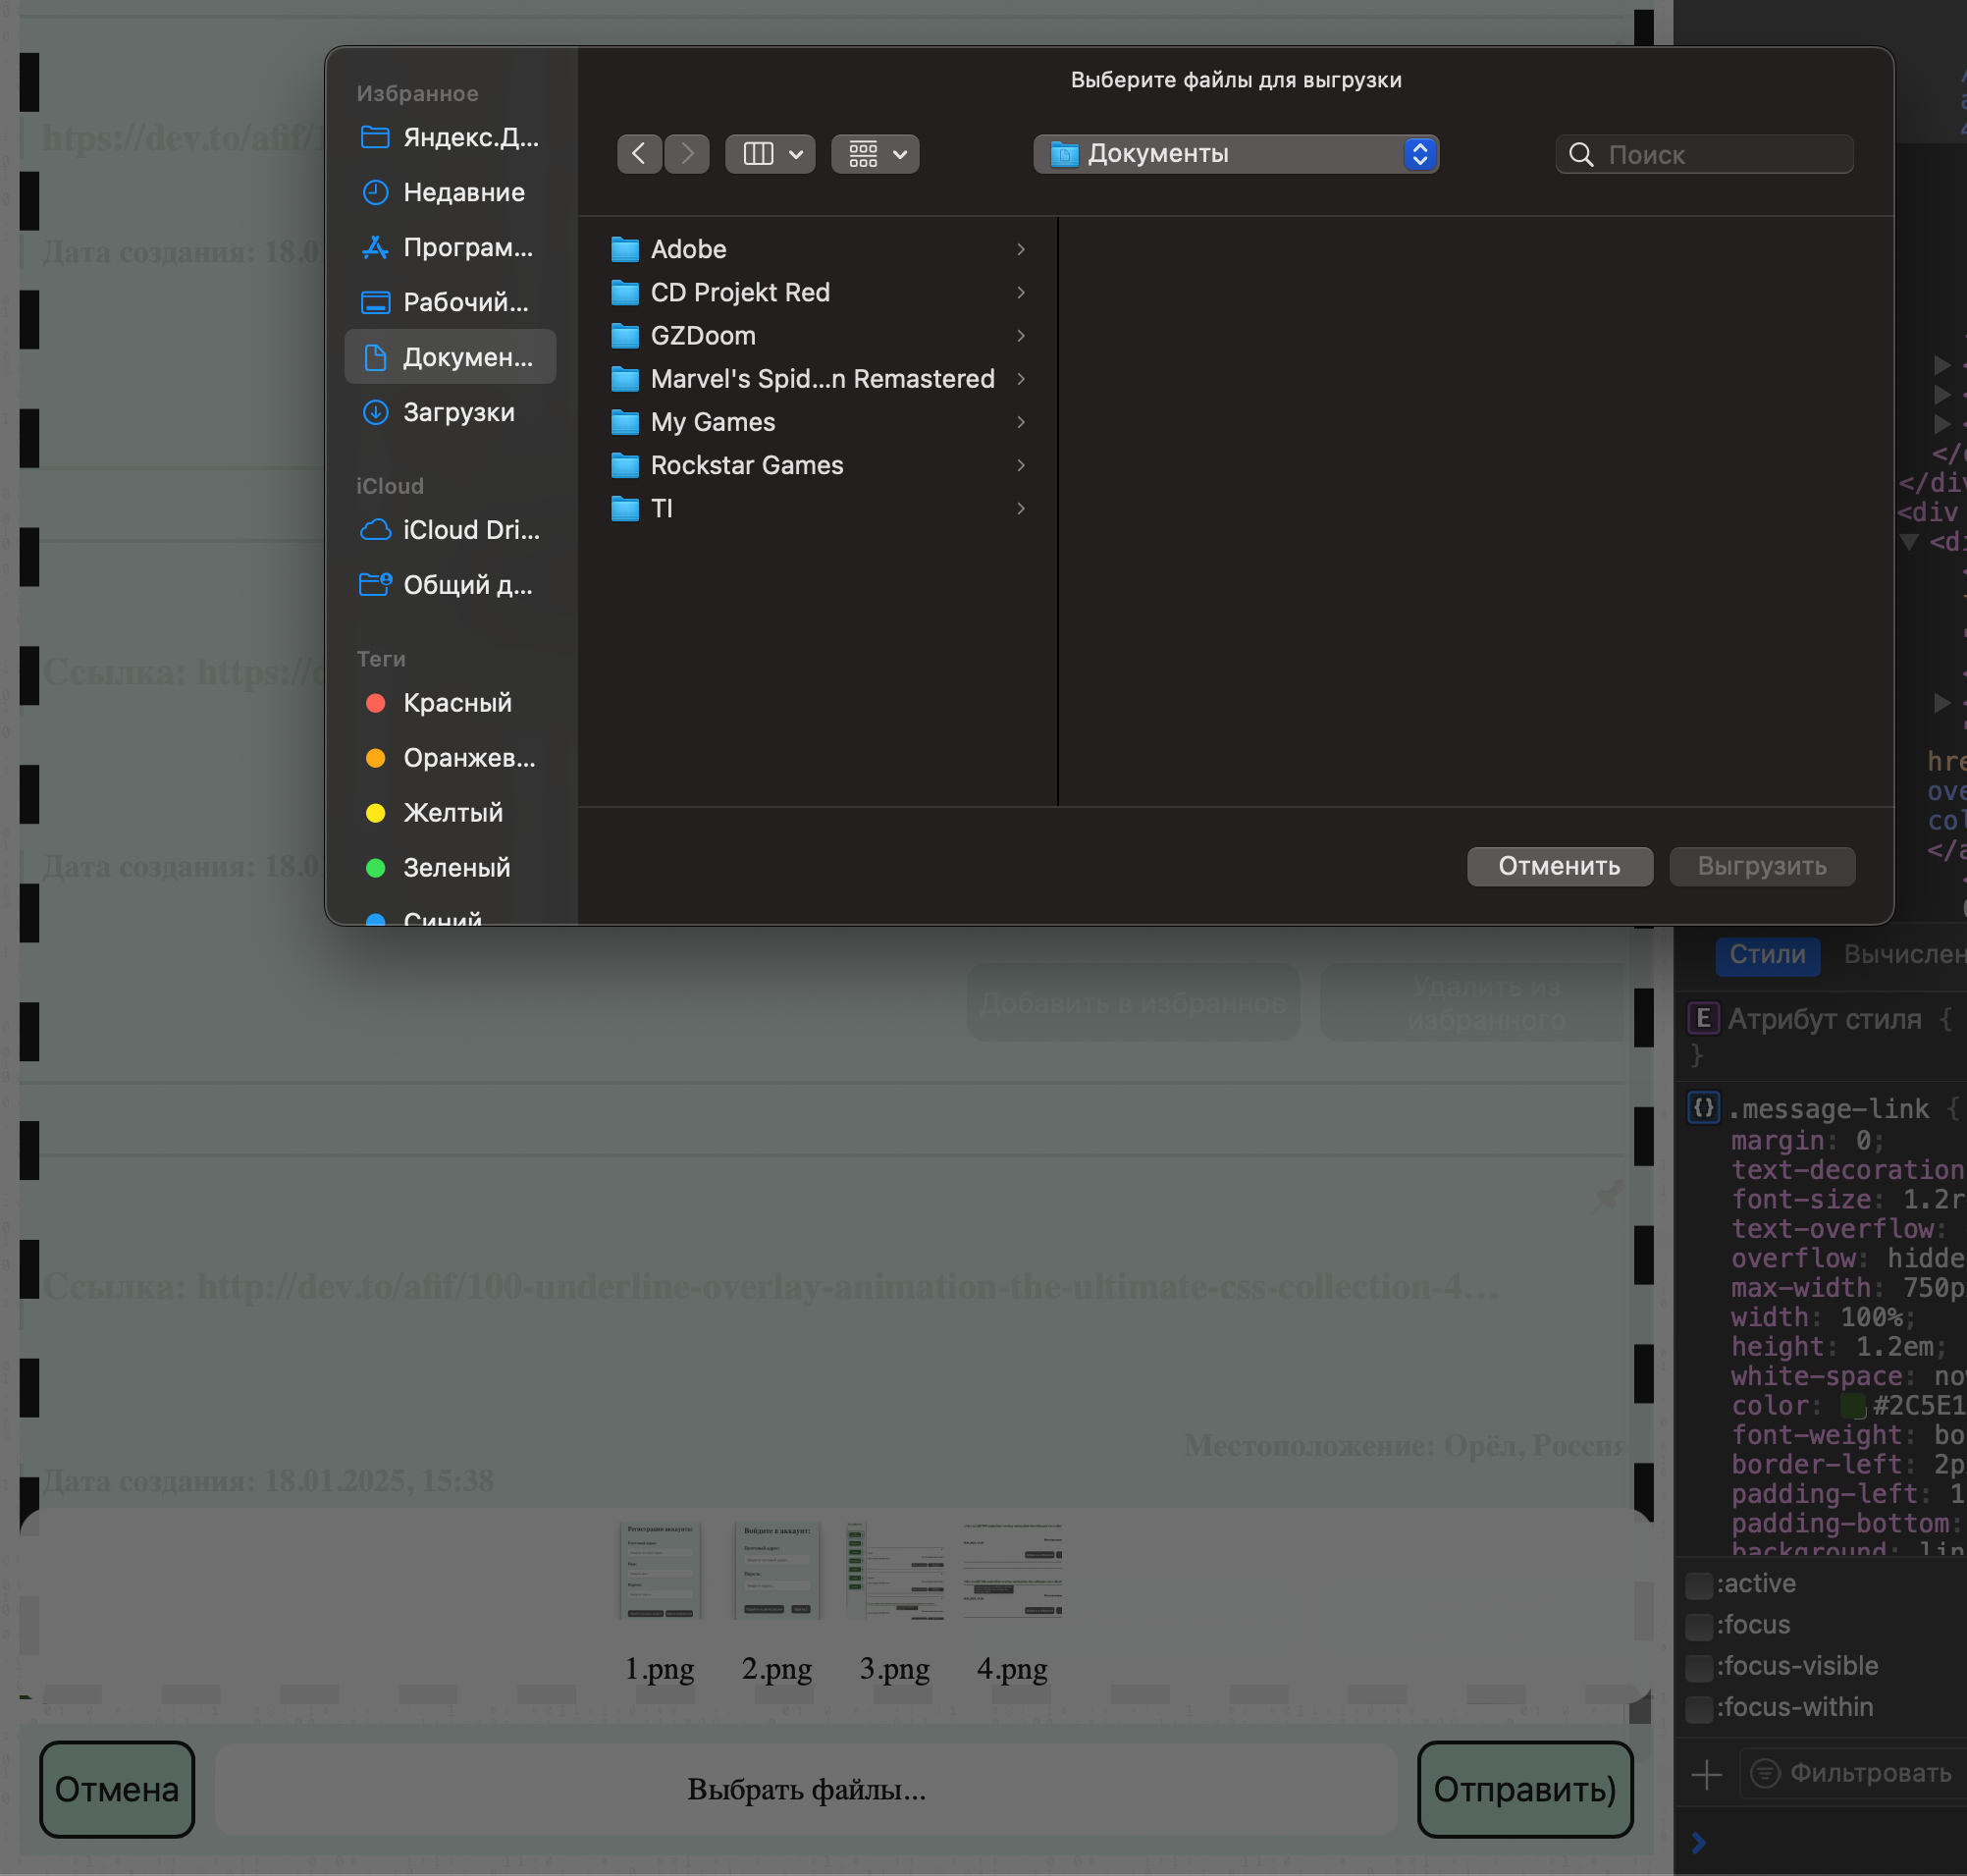 Избранное
Яндекс.Д...
Недавние
Програм...
Рабочий...
Докумен...
Загрузки
iCloud
iCloud Dri...
Общий д...
Теги
Красный
Оранжев...
Желтый
Зеленый
Синий
Выберите файлы для выгрузки
Документы
Поиск
Adobe
CD Projekt Red
GZDoom
Marvel's Spid...n Remastered
My Games
Rockstar Games
TI
Отменить
Выгрузить
htps://dev.to/afif/1
Дата создания: 18.01
Ссылка: https://d
Дата создания: 18.01
Добавить в избранное
Удалить из
избранного
Ссылка: http://dev.to/afif/100-underline-overlay-animation-the-ultimate-css-collection-4...
Местоположение: Орёл, Россия
Дата создания: 18.01.2025, 15:38
1.png
2.png
3.png
4.png
Отмена
Выбрать файлы...
Отправить)
</div
<div
<di
hre
ove
col
</a
Стили
Вычислен
E Атрибут стиля {
}
{} .message-link {
margin: 0;
text-decoration
font-size: 1.2r
text-overflow:
overflow: hidde
max-width: 750p
width: 100%;
height: 1.2em;
white-space: now
color: #2C5E1
font-weight: bo
border-left: 2p
padding-left: 1
padding-bottom:
background: lin
:active
:focus
:focus-visible
:focus-within
Фильтровать